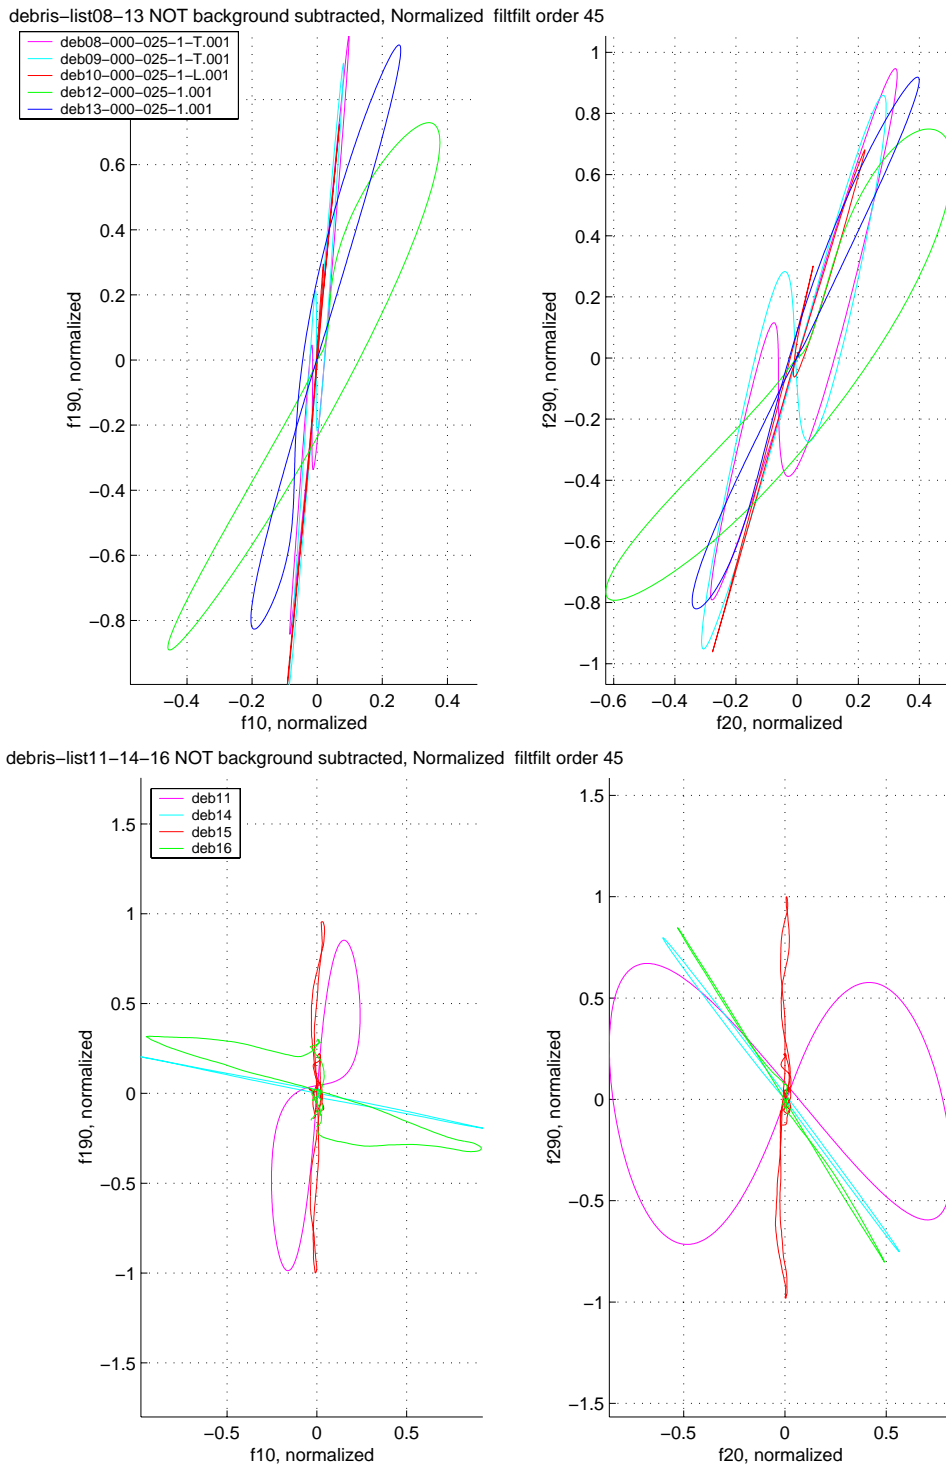 debris−list08−13 NOT background subtracted, Normalized  filtfilt order 45
deb08−000−025−1−T.001
deb09−000−025−1−T.001
deb10−000−025−1−L.001
deb12−000−025−1.001
deb13−000−025−1.001
0.6
0.4
0.2
0
−0.2
−0.4
−0.6
−0.8
f190, normalized
−0.4
−0.2
0
0.2
0.4
f10, normalized
1
0.8
0.6
0.4
0.2
0
−0.2
−0.4
−0.6
−0.8
−1
f290, normalized
−0.6
−0.4
−0.2
0
0.2
0.4
f20, normalized
debris−list11−14−16 NOT background subtracted, Normalized  filtfilt order 45
deb11
deb14
deb15
deb16
1.5
1
0.5
0
−0.5
−1
−1.5
f190, normalized
−0.5
0
0.5
f10, normalized
1.5
1
0.5
0
−0.5
−1
−1.5
f290, normalized
−0.5
0
0.5
f20, normalized